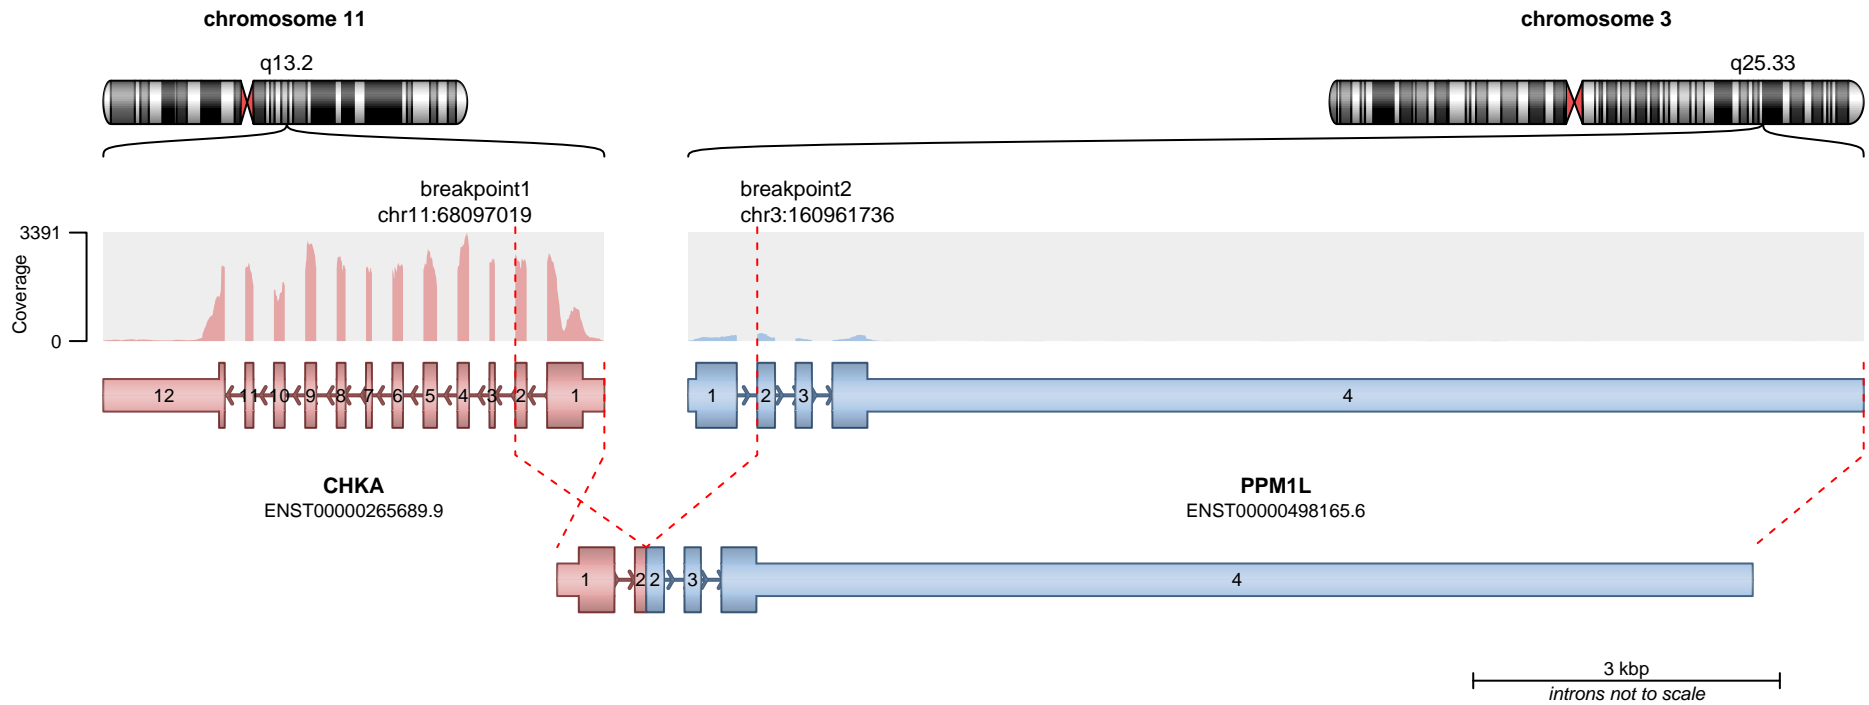 chromosome 11
chromosome 3
q13.2
q25.33
breakpoint1
chr11:68097019
breakpoint2
chr3:160961736
3391
Coverage
0
12 11 10 9 8 7 6 5 4 3 2 1
1 2 3 4
CHKA
ENST00000265689.9
PPM1L
ENST00000498165.6
1 2 2 3 4
3 kbp
introns not to scale